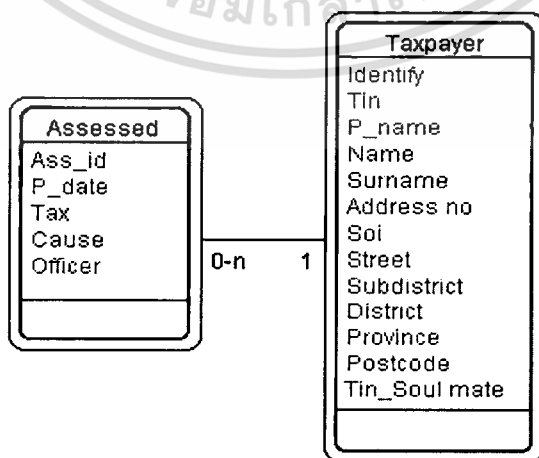 Taxpayer
Identify
Tin
P_name
Name
Surname
Address no
Soi
Street
Subdistrict
District
Province
Postcode
Tin_Soul mate
Assessed
Ass_id
P_date
Tax
Cause
Officer
0-n 1